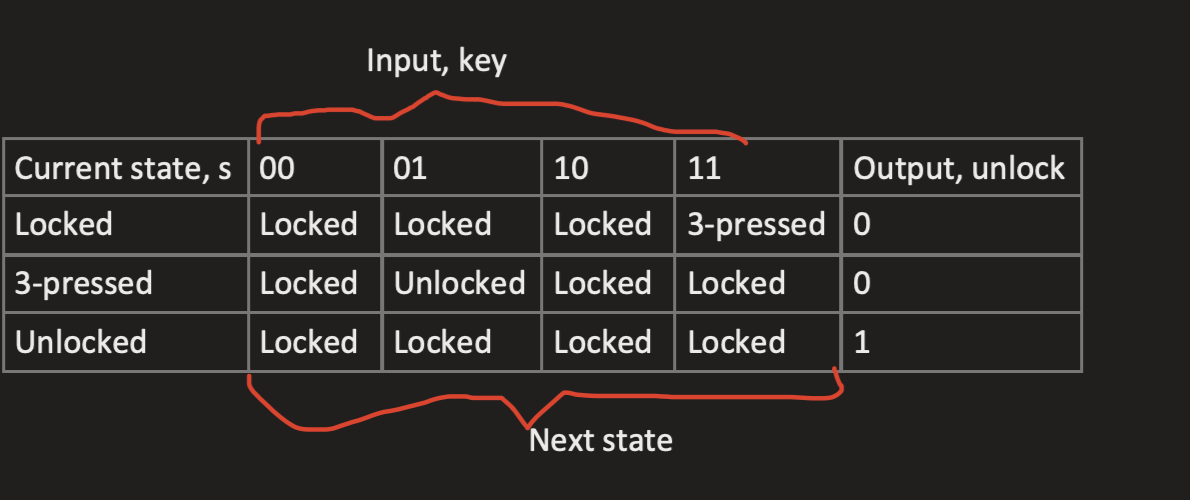 Input, key
Current state, s 00 01 10 11 Output, unlock
Locked Locked Locked Locked 3-pressed 0
3-pressed Locked Unlocked Locked Locked 0
Unlocked Locked Locked Locked Locked 1
Next state